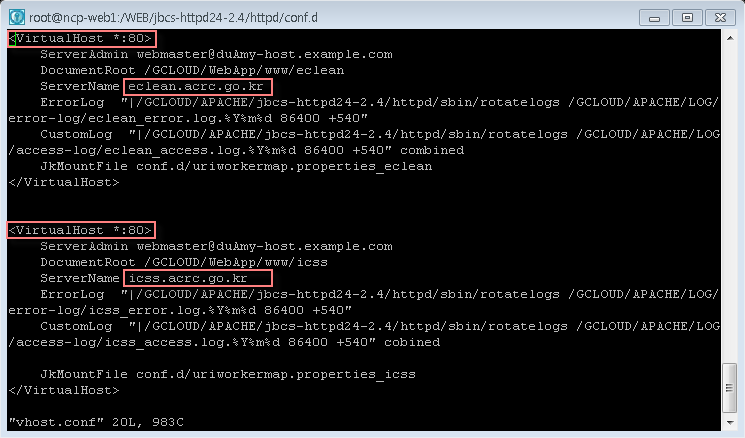 root@ncp-web1:/WEB/jbcs-httpd24-2.4/httpd/conf.d
<VirtualHost *:80>
ServerAdmin webmaster@duAmy-host.example.com
DocumentRoot /GCLOUD/WebApp/www/eclean
ServerName eclean.acrc.go.kr
ErrorLog "|/GCLOUD/APACHE/jbcs-httpd24-2.4/httpd/sbin/rotatelogs /GCLOUD/APACHE/LOG/
error-log/eclean_error.log.%Y%m%d 86400 +540"
CustomLog "|/GCLOUD/APACHE/jbcs-httpd24-2.4/httpd/sbin/rotatelogs /GCLOUD/APACHE/LOG
/access-log/eclean_access.log.%Y%m%d 86400 +540" combined
JkMountFile conf.d/uriworkermap.properties_eclean
</VirtualHost>
<VirtualHost *:80>
ServerAdmin webmaster@duAmy-host.example.com
DocumentRoot /GCLOUD/WebApp/www/icss
ServerName icss.acrc.go.kr
ErrorLog "|/GCLOUD/APACHE/jbcs-httpd24-2.4/httpd/sbin/rotatelogs /GCLOUD/APACHE/LOG/
error-log/icss_error.log.%Y%m%d 86400 +540"
CustomLog "|/GCLOUD/APACHE/jbcs-httpd24-2.4/httpd/sbin/rotatelogs /GCLOUD/APACHE/LOG
/access-log/icss_access.log.%Y%m%d 86400 +540" cobined
JkMountFile conf.d/uriworkermap.properties_icss
</VirtualHost>
"vhost.conf" 20L, 983C